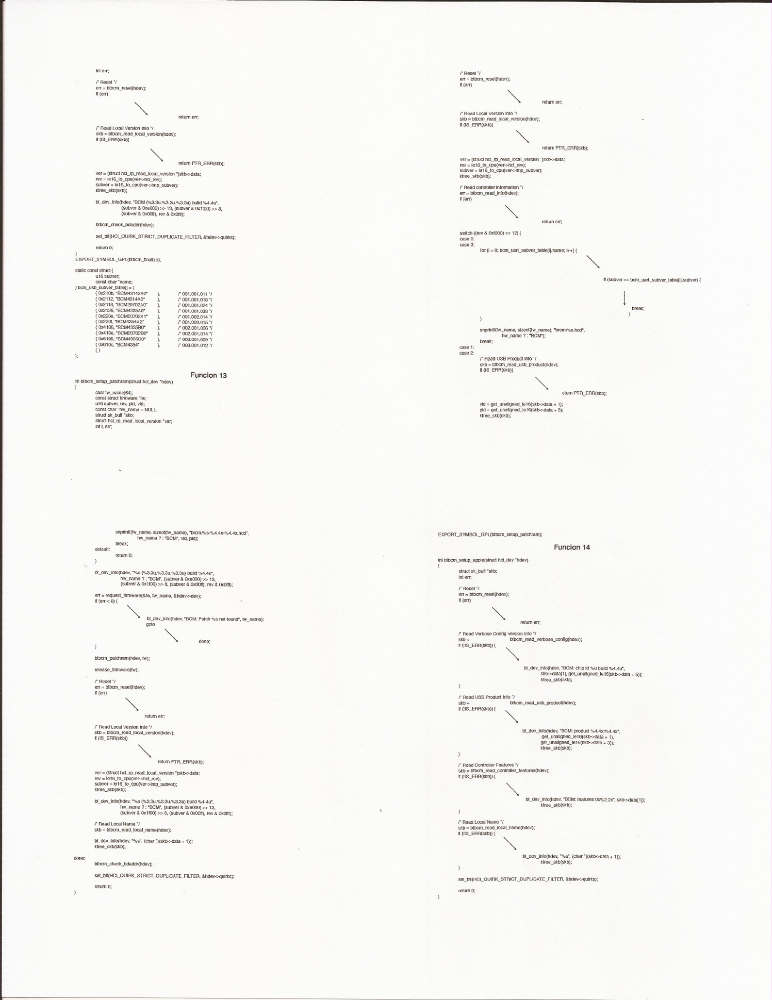 int err;
/* Reset */
err = btbcm_reset(hdev);
if (err)
return err;
/* Read Local Version Info */
skb = btbcm_read_local_version(hdev);
if (IS_ERR(skb))
return PTR_ERR(skb);
ver = (struct hci_rp_read_local_version *)skb->data;
rev = le16_to_cpu(ver->hci_rev);
subver = le16_to_cpu(ver->lmp_subver);
kfree_skb(skb);
bt_dev_info(hdev, "BCM (%3.3u.%3.3u.%3.3u) build %4.4u",
(subver & 0xe000) >> 13, (subver & 0x1f00) >> 8,
(subver & 0x00ff), rev & 0x0fff);
btbcm_check_bdaddr(hdev);
set_bit(HCI_QUIRK_STRICT_DUPLICATE_FILTER, &hdev->quirks);
return 0;
}
EXPORT_SYMBOL_GPL(btbcm_finalize);
static const struct {
u16 subver;
const char *name;
} bcm_usb_subver_table[] = {
{ 0x210b, "BCM43142A0" }, /* 001.001.011 */
{ 0x2112, "BCM4314A0" }, /* 001.001.018 */
{ 0x2118, "BCM20702A0" }, /* 001.001.024 */
{ 0x2126, "BCM4335A0" }, /* 001.001.038 */
{ 0x220e, "BCM20702A1" }, /* 001.002.014 */
{ 0x230f, "BCM4354A2" }, /* 001.003.015 */
{ 0x4106, "BCM4335B0" }, /* 002.001.006 */
{ 0x410e, "BCM20702B0" }, /* 002.001.014 */
{ 0x6109, "BCM4335C0" }, /* 003.001.009 */
{ 0x610c, "BCM4354" }, /* 003.001.012 */
{ }
};
Funcion 13
int btbcm_setup_patchram(struct hci_dev *hdev)
{
char fw_name[64];
const struct firmware *fw;
u16 subver, rev, pid, vid;
const char *hw_name = NULL;
struct sk_buff *skb;
struct hci_rp_read_local_version *ver;
int i, err;
/* Reset */
err = btbcm_reset(hdev);
if (err)
return err;
/* Read Local Version Info */
skb = btbcm_read_local_version(hdev);
if (IS_ERR(skb))
return PTR_ERR(skb);
ver = (struct hci_rp_read_local_version *)skb->data;
rev = le16_to_cpu(ver->hci_rev);
subver = le16_to_cpu(ver->lmp_subver);
kfree_skb(skb);
/* Read controller information */
err = btbcm_read_info(hdev);
if (err)
return err;
switch ((rev & 0xf000) >> 12) {
case 0:
case 3:
for (i = 0; bcm_uart_subver_table[i].name; i++) {
if (subver == bcm_uart_subver_table[i].subver) {
break;
}
}
snprintf(fw_name, sizeof(fw_name), "brcm/%s.hcd",
hw_name ? : "BCM");
break;
case 1:
case 2:
/* Read USB Product Info */
skb = btbcm_read_usb_product(hdev);
if (IS_ERR(skb))
eturn PTR_ERR(skb);
vid = get_unaligned_le16(skb->data + 1);
pid = get_unaligned_le16(skb->data + 3);
kfree_skb(skb);
snprintf(fw_name, sizeof(fw_name), "brcm/%s-%4.4x-%4.4x.hcd",
hw_name ? : "BCM", vid, pid);
break;
default:
return 0;
}
bt_dev_info(hdev, "%s (%3.3u.%3.3u.%3.3u) build %4.4u",
hw_name ? : "BCM", (subver & 0xe000) >> 13,
(subver & 0x1f00) >> 8, (subver & 0x00ff), rev & 0x0fff);
err = request_firmware(&fw, fw_name, &hdev->dev);
if (err < 0) {
bt_dev_info(hdev, "BCM: Patch %s not found", fw_name);
goto
done;
}
btbcm_patchram(hdev, fw);
release_firmware(fw);
/* Reset */
err = btbcm_reset(hdev);
if (err)
return err;
/* Read Local Version Info */
skb = btbcm_read_local_version(hdev);
if (IS_ERR(skb))
return PTR_ERR(skb);
ver = (struct hci_rp_read_local_version *)skb->data;
rev = le16_to_cpu(ver->hci_rev);
subver = le16_to_cpu(ver->lmp_subver);
kfree_skb(skb);
bt_dev_info(hdev, "%s (%3.3u.%3.3u.%3.3u) build %4.4u",
hw_name ? : "BCM", (subver & 0xe000) >> 13,
(subver & 0x1f00) >> 8, (subver & 0x00ff), rev & 0x0fff);
/* Read Local Name */
skb = btbcm_read_local_name(hdev);
bt_dev_info(hdev, "%s", (char *)(skb->data + 1));
kfree_skb(skb);
done:
btbcm_check_bdaddr(hdev);
set_bit(HCI_QUIRK_STRICT_DUPLICATE_FILTER, &hdev->quirks);
return 0;
}
EXPORT_SYMBOL_GPL(btbcm_setup_patchram);
Funcion 14
int btbcm_setup_apple(struct hci_dev *hdev)
{
struct sk_buff *skb;
int err;
/* Reset */
err = btbcm_reset(hdev);
if (err)
return err;
/* Read Verbose Config Version Info */
skb = btbcm_read_verbose_config(hdev);
if (!IS_ERR(skb)) {
bt_dev_info(hdev, "BCM: chip id %u build %4.4u",
skb->data[1], get_unaligned_le16(skb->data + 5));
kfree_skb(skb);
}
/* Read USB Product Info */
skb = btbcm_read_usb_product(hdev);
if (!IS_ERR(skb)) {
bt_dev_info(hdev, "BCM: product %4.4x:%4.4x",
get_unaligned_le16(skb->data + 1),
get_unaligned_le16(skb->data + 3));
kfree_skb(skb);
}
/* Read Controller Features */
skb = btbcm_read_controller_features(hdev);
if (!IS_ERR(skb)) {
bt_dev_info(hdev, "BCM: features 0x%2.2x", skb->data[1]);
kfree_skb(skb);
}
/* Read Local Name */
skb = btbcm_read_local_name(hdev);
if (!IS_ERR(skb)) {
bt_dev_info(hdev, "%s", (char *)(skb->data + 1));
kfree_skb(skb);
}
set_bit(HCI_QUIRK_STRICT_DUPLICATE_FILTER, &hdev->quirks);
return 0;
}